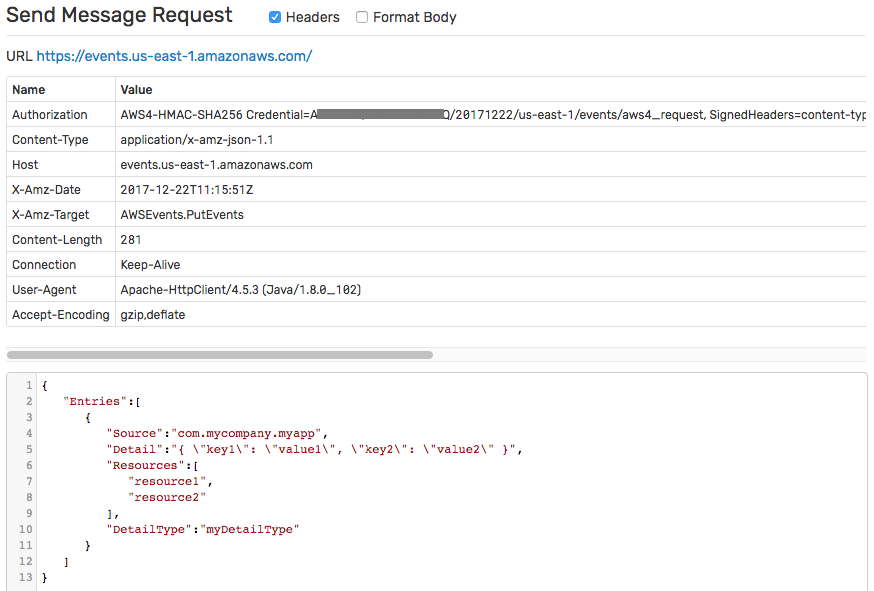 Send Message Request Headers Format Body
URL https://events.us-east-1.amazonaws.com/
Name Value
Authorization AWS4-HMAC-SHA256 Credential=A Q/20171222/us-east-1/events/aws4_request, SignedHeaders=content-typ
Content-Type application/x-amz-json-1.1
Host events.us-east-1.amazonaws.com
X-Amz-Date 2017-12-22T11:15:51Z
X-Amz-Target AWSEvents.PutEvents
Content-Length 281
Connection Keep-Alive
User-Agent Apache-HttpClient/4.5.3 (Java/1.8.0_102)
Accept-Encoding gzip,deflate
1 {
2 "Entries":[
3 {
4 "Source":"com.mycompany.myapp",
5 "Detail":"{ \"key1\": \"value1\", \"key2\": \"value2\" }",
6 "Resources":[
7 "resource1",
8 "resource2"
9 ],
10 "DetailType":"myDetailType"
11 }
12 ]
13 }